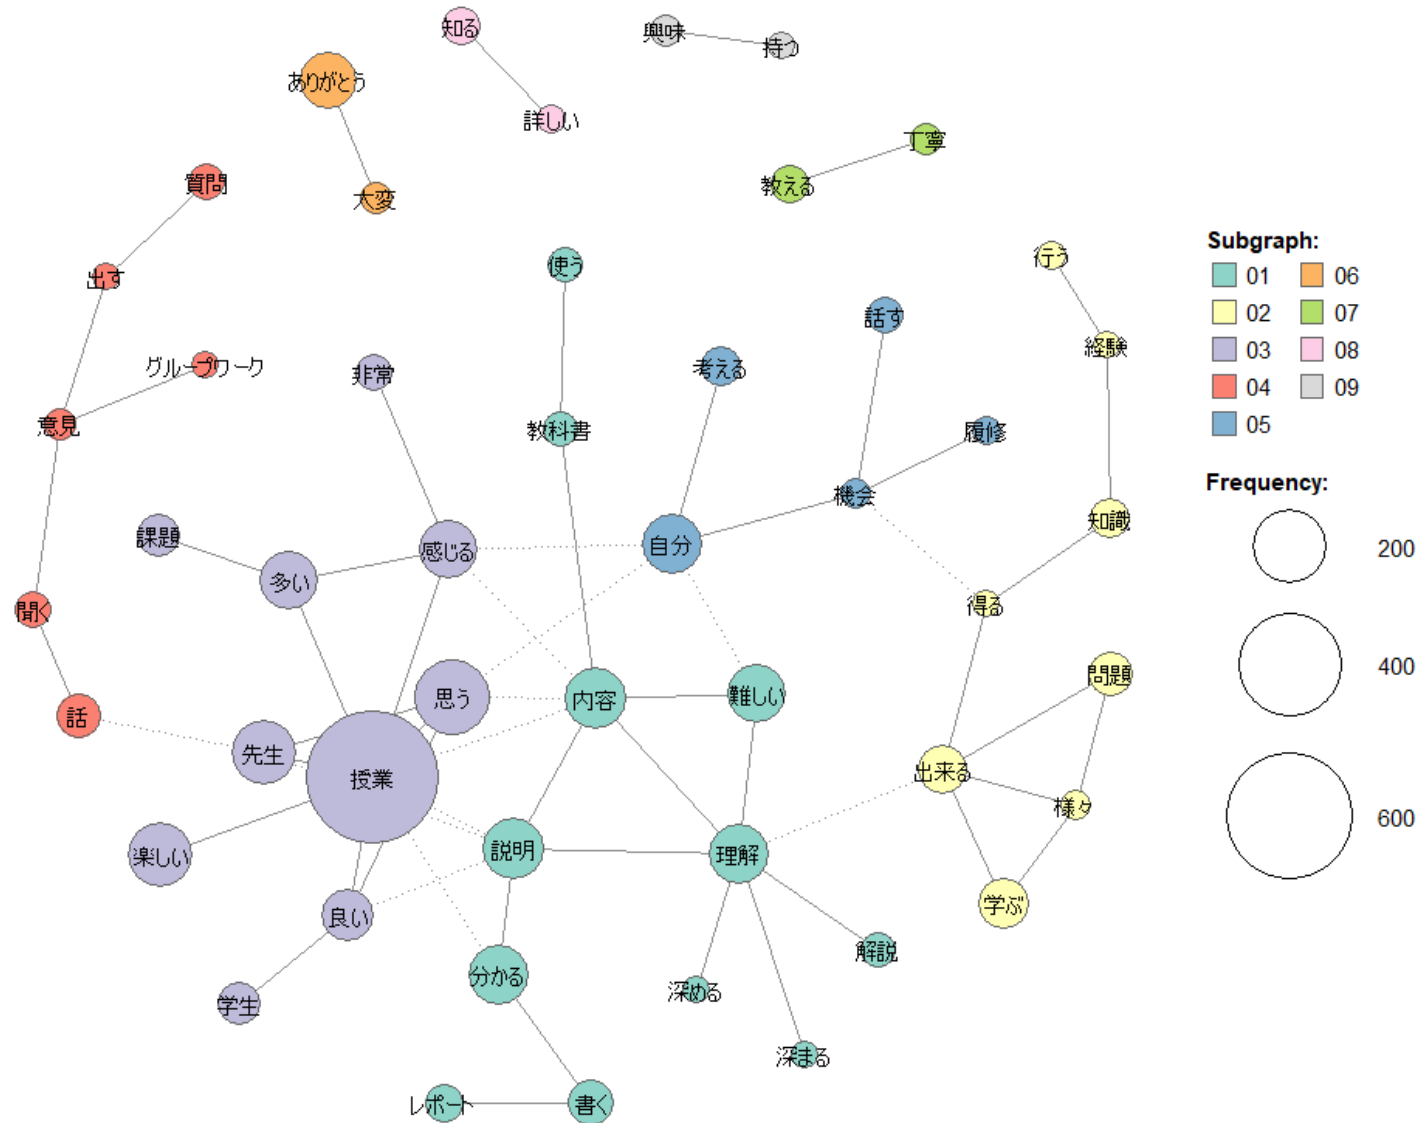 知る
興味
持つ
ありがとう
詳しい
丁寧
質問
教える
大変
行う
使う
出す
話す
経験
グループワーク
非常
考える
意見
教科書
履修
機会
知識
課題
感じる
自分
多い
聞く
得る
問題
思う
内容
難しい
話
先生
授業
出来る
様々
説明
理解
楽しい
良い
学ぶ
解説
分かる
深める
学生
深まる
レポート
書く
Subgraph:
01 06
02 07
03 08
04 09
05
Frequency:
200
400
600